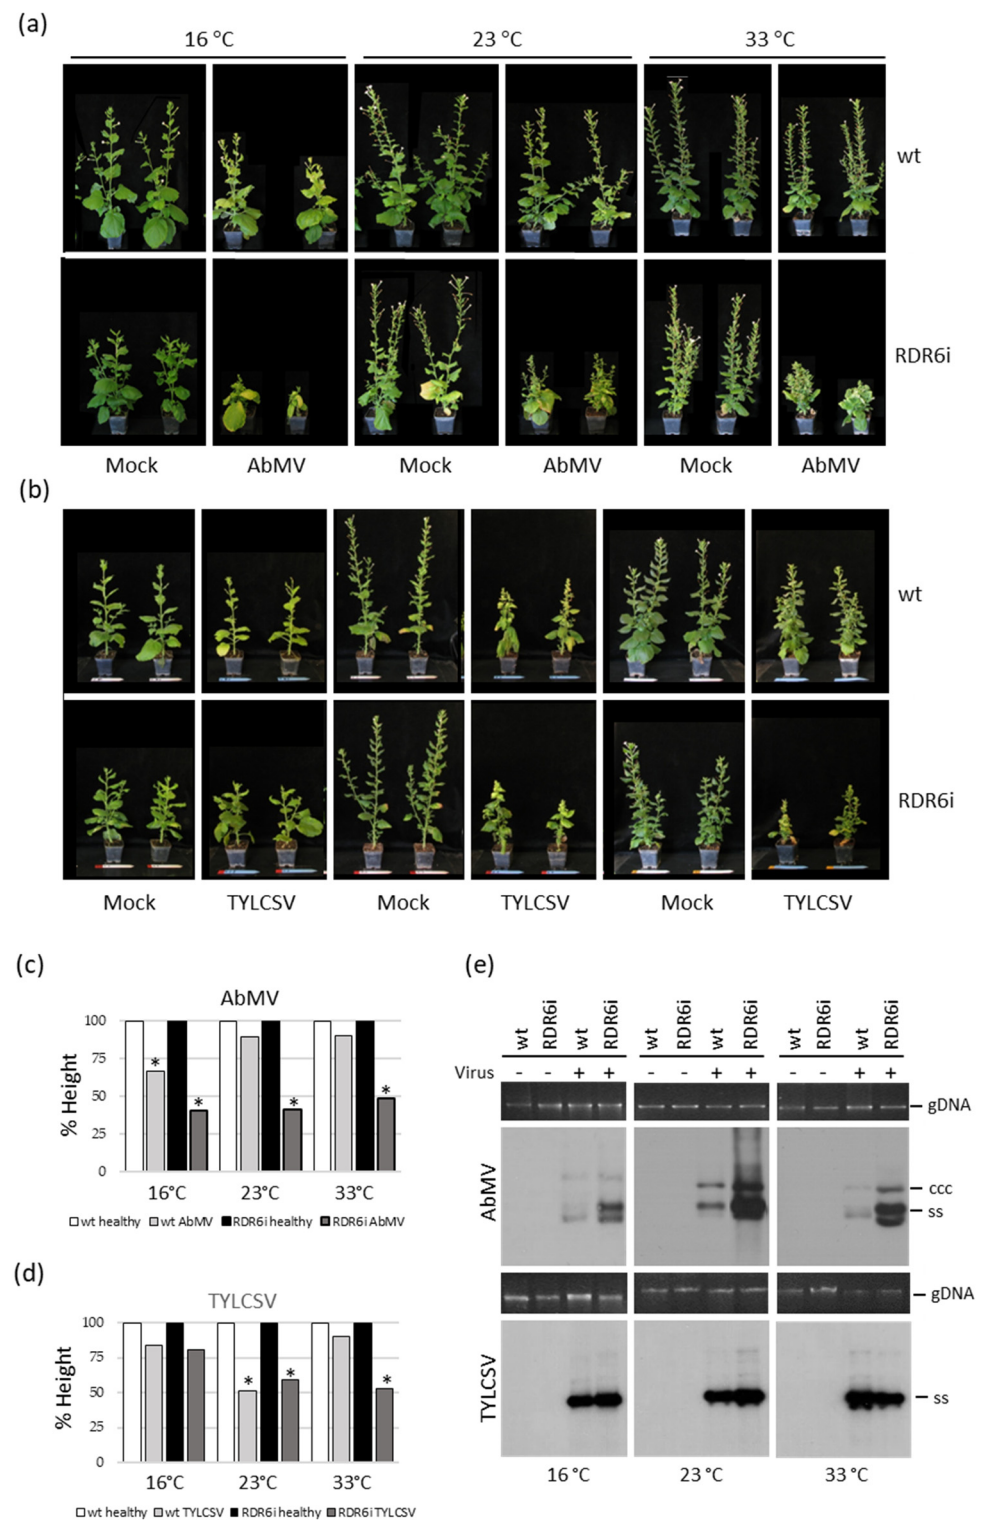 (a)
16 °C 23 °C 33 °C
wt
RDR6i
Mock AbMV Mock AbMV Mock AbMV
(b)
wt
RDR6i
Mock TYLCSV Mock TYLCSV Mock TYLCSV
(c)
AbMV
% Height
100
75
50
25
0
* * * *
16°C 23°C 33°C
wt healthy wt AbMV RDR6i healthy RDR6i AbMV
(d)
TYLCSV
% Height
100
75
50
25
0
* * *
16°C 23°C 33°C
wt healthy wt TYLCSV RDR6i healthy RDR6i TYLCSV
(e)
wt RDR6i wt RDR6i wt RDR6i wt RDR6i wt RDR6i wt RDR6i
Virus - - + + - - + + - - + +
gDNA
AbMV
ccc
ss
gDNA
TYLCSV
ss
16 °C 23 °C 33 °C